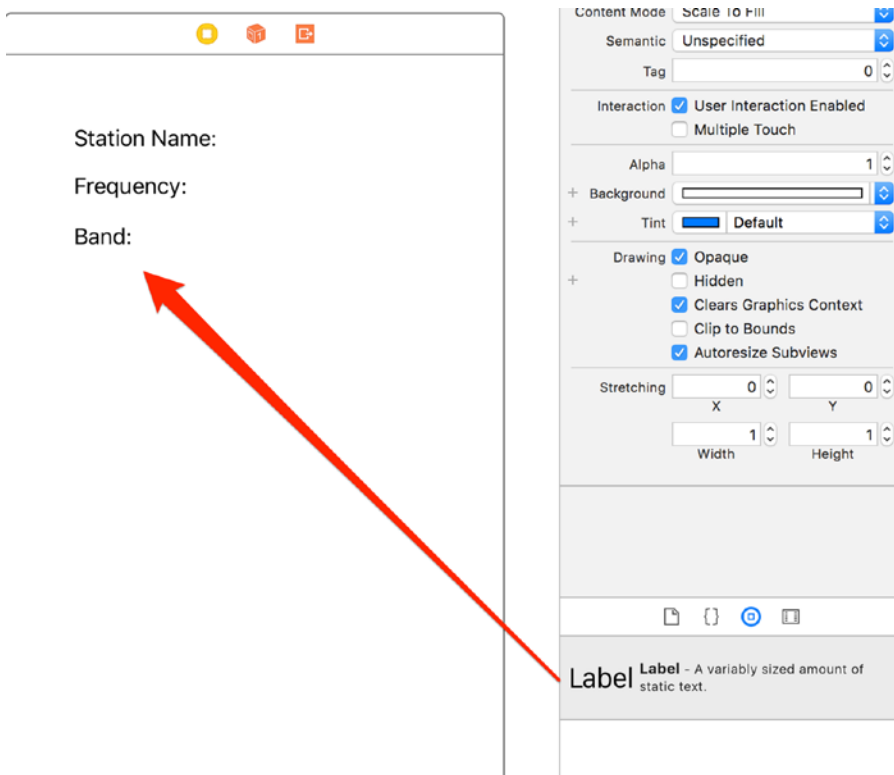 Content Mode Scale To Fill
Semantic Unspecified
Tag 0
Interaction User Interaction Enabled
Multiple Touch
Alpha 1
+ Background
+ Tint Default
Drawing Opaque
+ Hidden
Clears Graphics Context
Clip to Bounds
Autoresize Subviews
Stretching 0 0
X Y
1 1
Width Height
{}
Label Label - A variably sized amount of
static text.
1
Station Name:
Frequency:
Band: